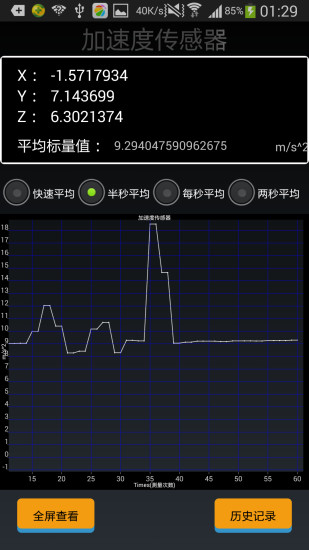 40K/s 85% 01:29
加速度传感器
X： -1.5717934
Y： 7.143699
Z： 6.3021374
平均标量值： 9.294047590962675 m/s^2
快速平均 半秒平均 每秒平均 两秒平均
加速度传感器
18
17
16
15
14
13
12
11
10
9
8
7
6
5
4
3
2
1
0
-1
m/s^2
15 20 25 30 35 40 45 50 55 60
Times(测量次数)
全屏查看 历史记录